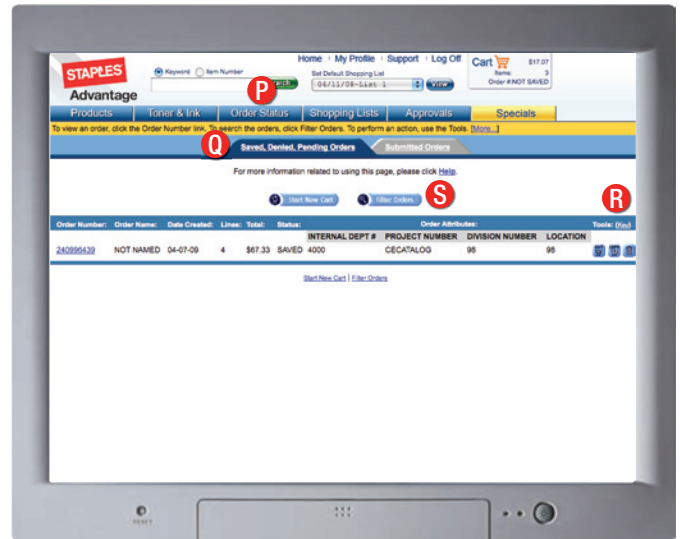 Home | My Profile | Support | Log Off
STAPLES
Advantage
Keyword Item Number
Set Default Shopping List
04/11/08-List 1 View
Cart $17.07
Items: 3
Order #:NOT SAVED
P
Products Toner & Ink Order Status Shopping Lists Approvals Specials
To view an order, click the Order Number link. To search the orders, click Filter Orders. To perform an action, use the Tools. [More...]
Q
Saved, Denied, Pending Orders Submitted Orders
For more information related to using this page, please click Help.
Start New Cart Filter Orders
S
R
Order Number: Order Name: Date Created: Lines: Total: Status: Order Attributes: Tools: (Key)
INTERNAL DEPT # PROJECT NUMBER DIVISION NUMBER LOCATION
240996439 NOT NAMED 04-07-09 4 $67.33 SAVED 4000 CECATALOG 98 98
Start New Cart | Filter Orders
RESET